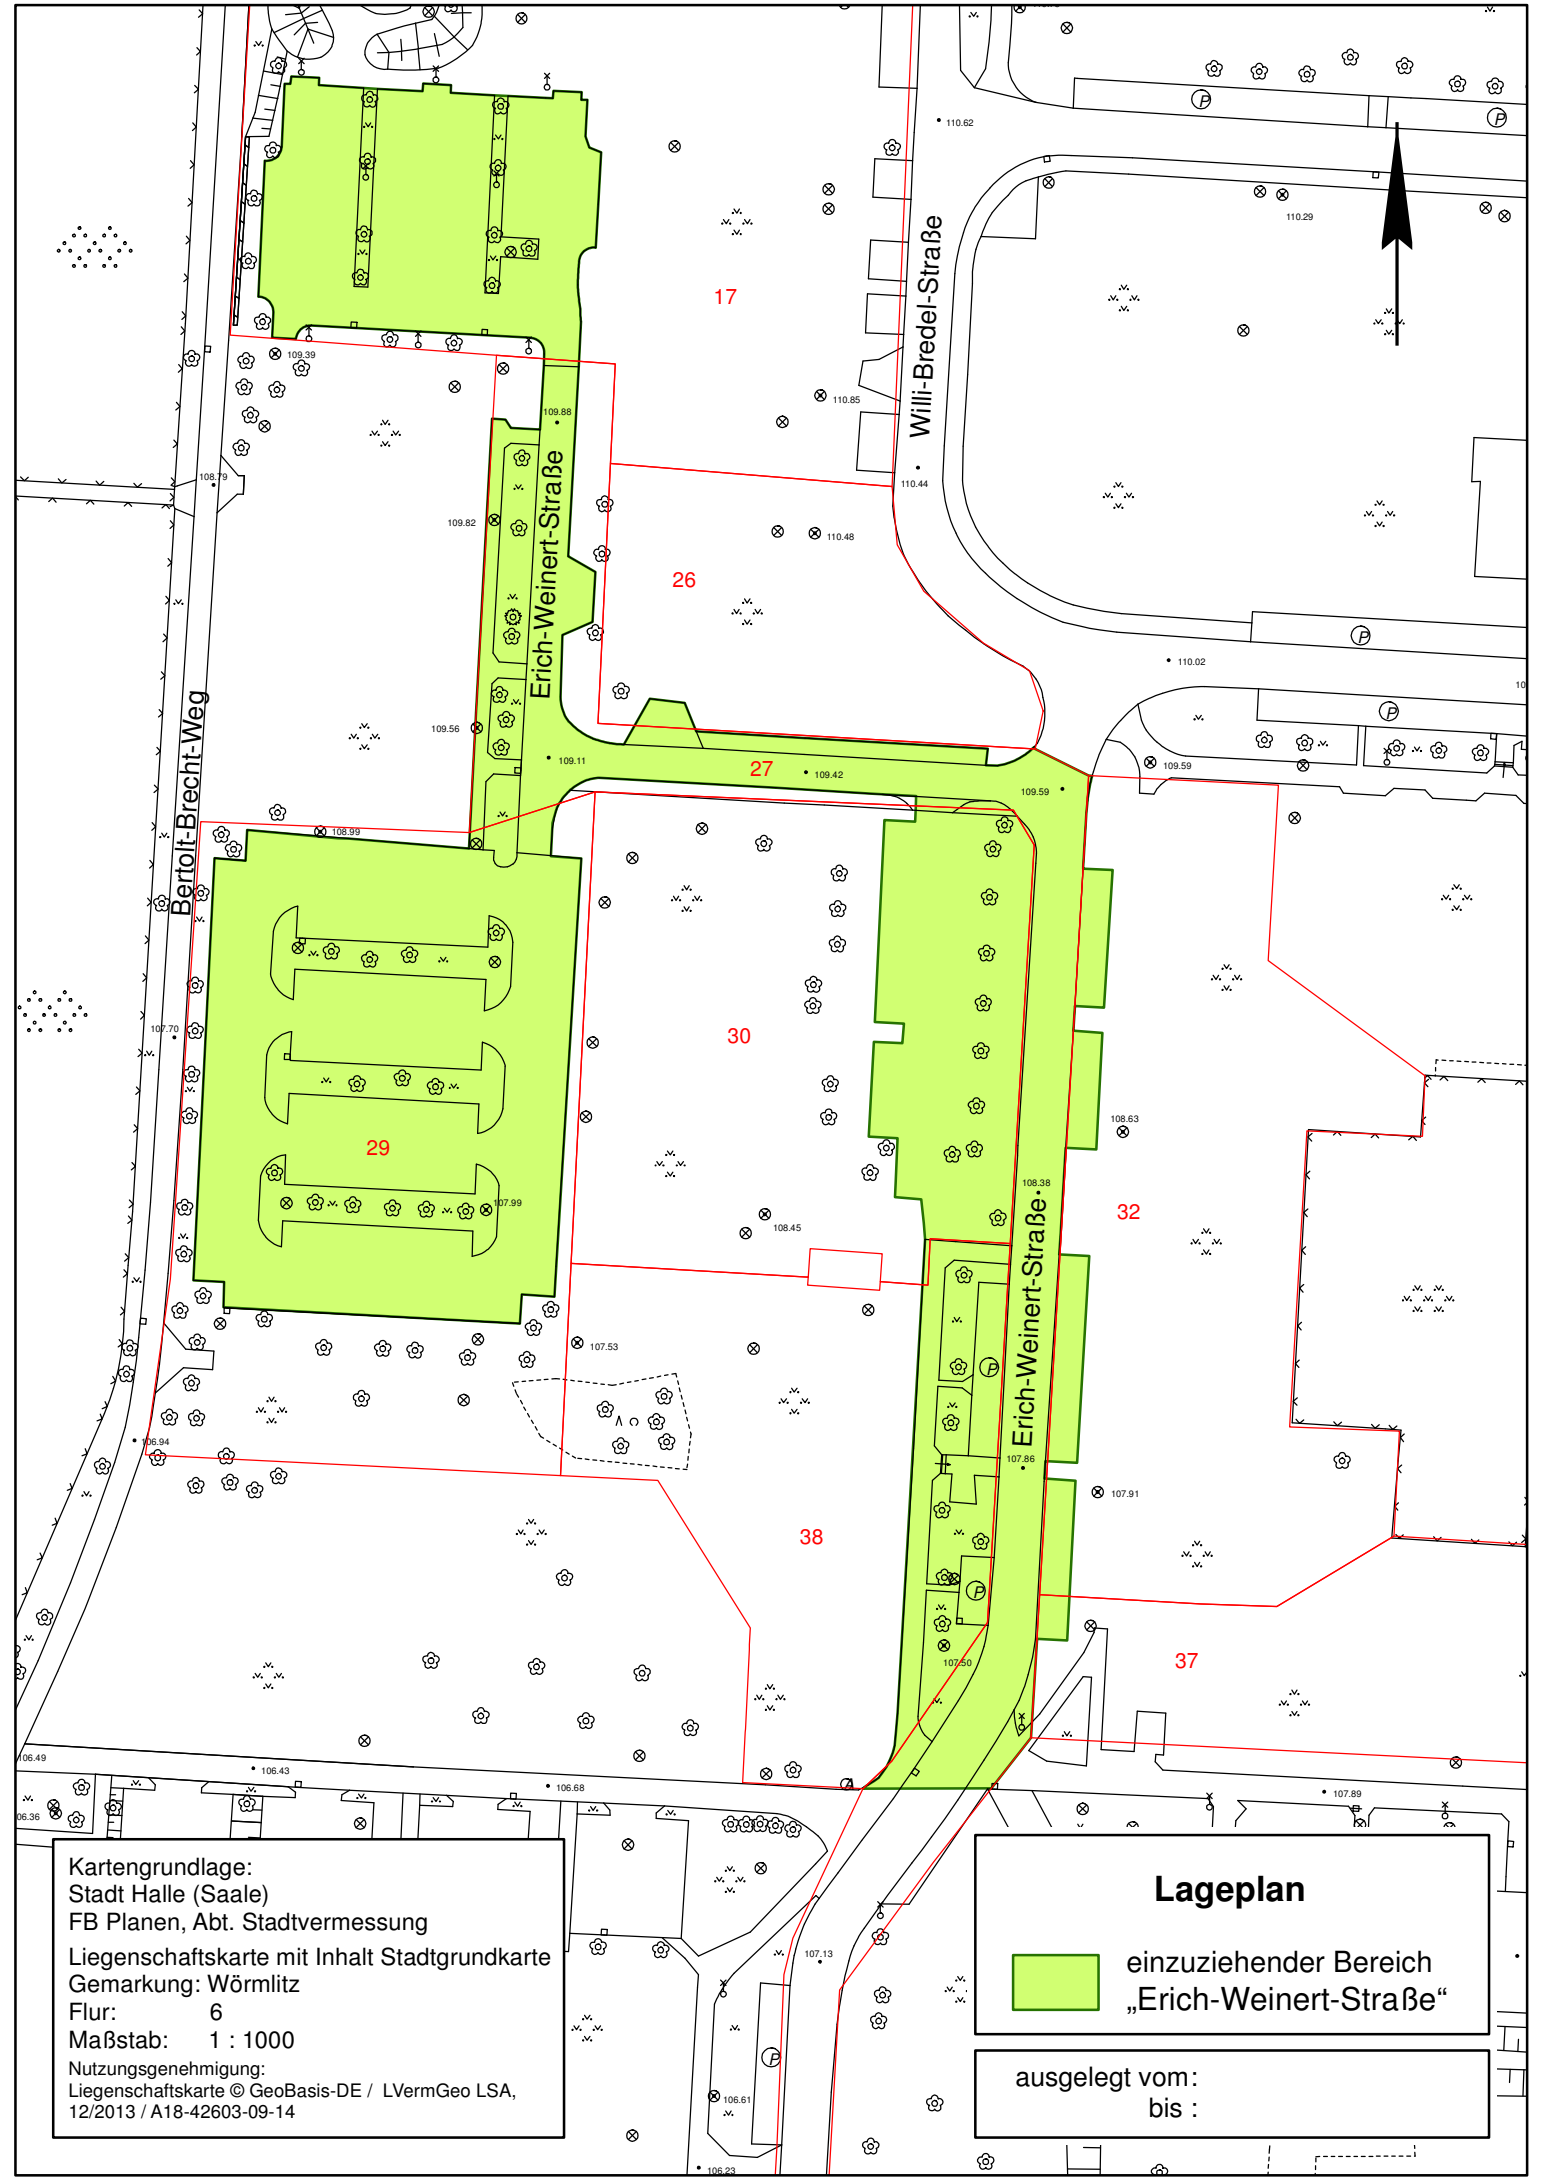 110.62
P
P
110.29
Willi-Bredel-Straße
17
109.39
110.85
109.88
108.79
110.44
109.82
110.48
Erich-Weinert-Straße
26
P
110.02
10
Bertolt-Brecht-Weg
109.56
P
109.11
27
109.42
109.59
109.59
108.99
107.70
30
108.63
29
108.38
107.99
32
108.45
Erich-Weinert-Straße
107.53
P
106.94
107.86
107.91
38
P
107.50
37
106.49
106.43
106.68
107.89
06.36
Kartengrundlage:
Stadt Halle (Saale)
FB Planen, Abt. Stadtvermessung
Liegenschaftskarte mit Inhalt Stadtgrundkarte
Gemarkung: Wörmlitz
Flur: 6
Maßstab: 1 : 1000
Nutzungsgenehmigung:
Liegenschaftskarte © GeoBasis-DE / LVermGeo LSA,
12/2013 / A18-42603-09-14
107.13
P
106.61
106.23
Lageplan
einzuziehender Bereich
„Erich-Weinert-Straße“
ausgelegt vom:
bis :